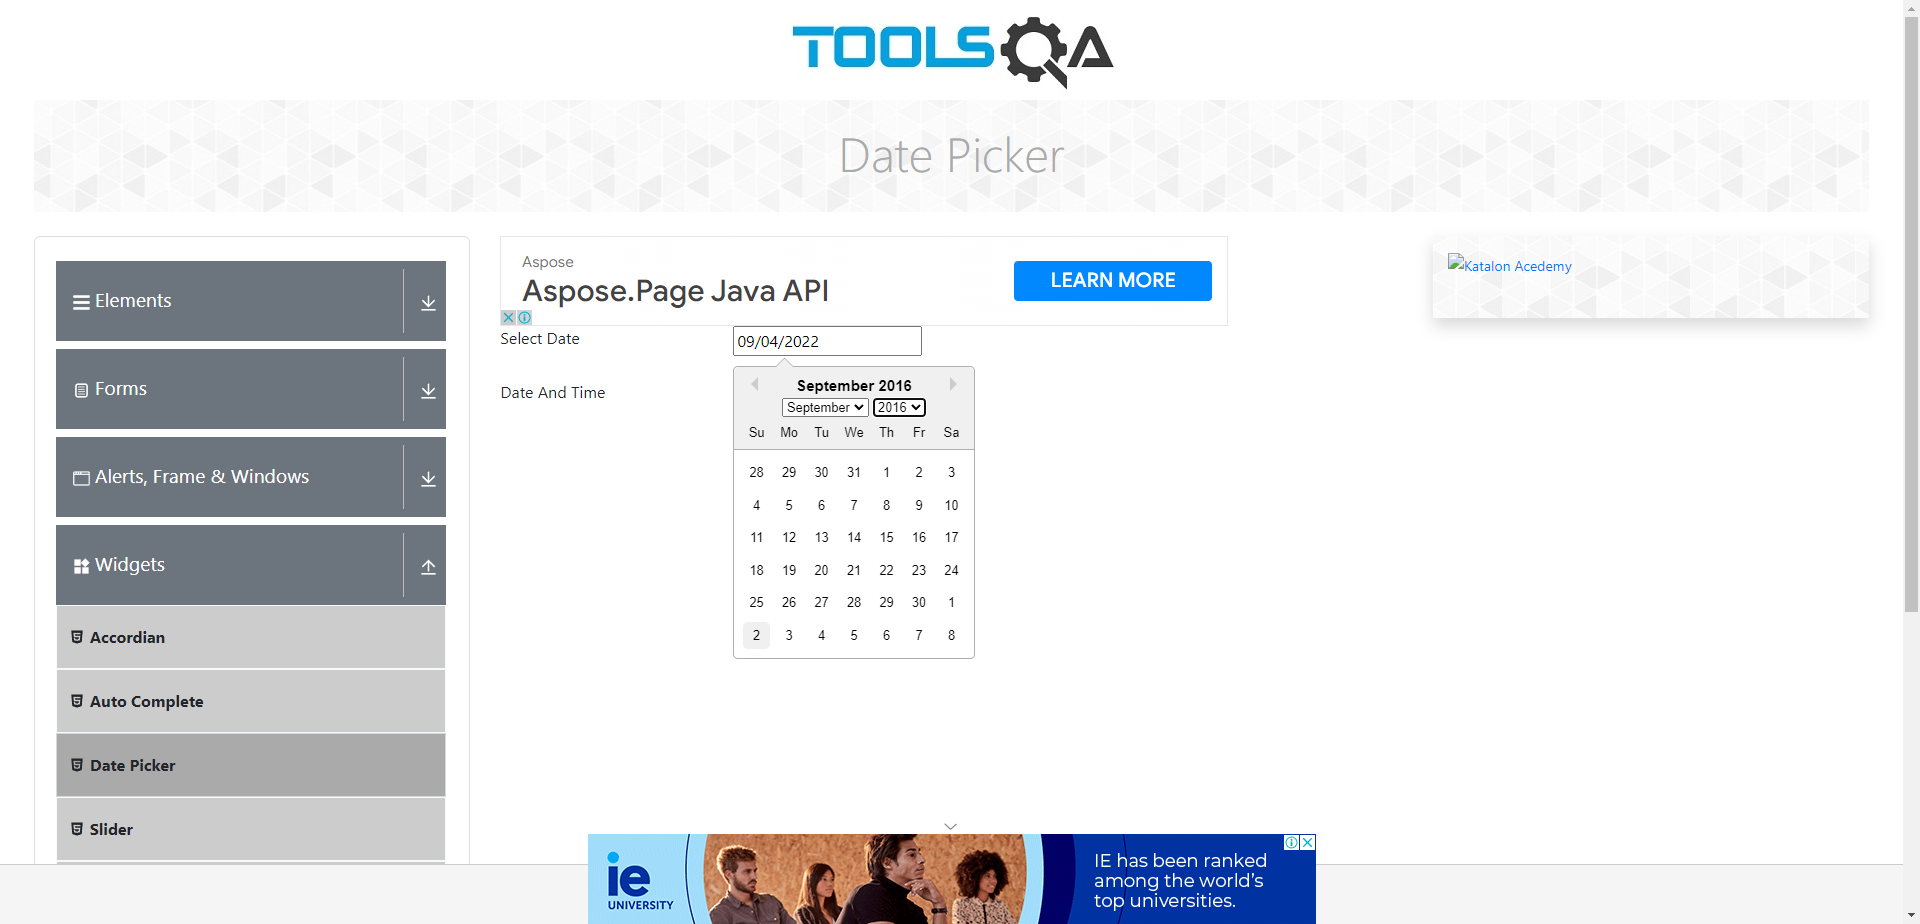 TOOLSQA
Date Picker
Elements
Forms
Alerts, Frame & Windows
Widgets
Accordian
Auto Complete
Date Picker
Slider
Aspose
Aspose.Page Java API
LEARN MORE
Select Date
09/04/2022
Date And Time
September 2016
September 2016
Su Mo Tu We Th Fr Sa
28 29 30 31 1 2 3
4 5 6 7 8 9 10
11 12 13 14 15 16 17
18 19 20 21 22 23 24
25 26 27 28 29 30 1
2 3 4 5 6 7 8
Katalon Acedemy
ie
UNIVERSITY
IE has been ranked
among the world's
top universities.